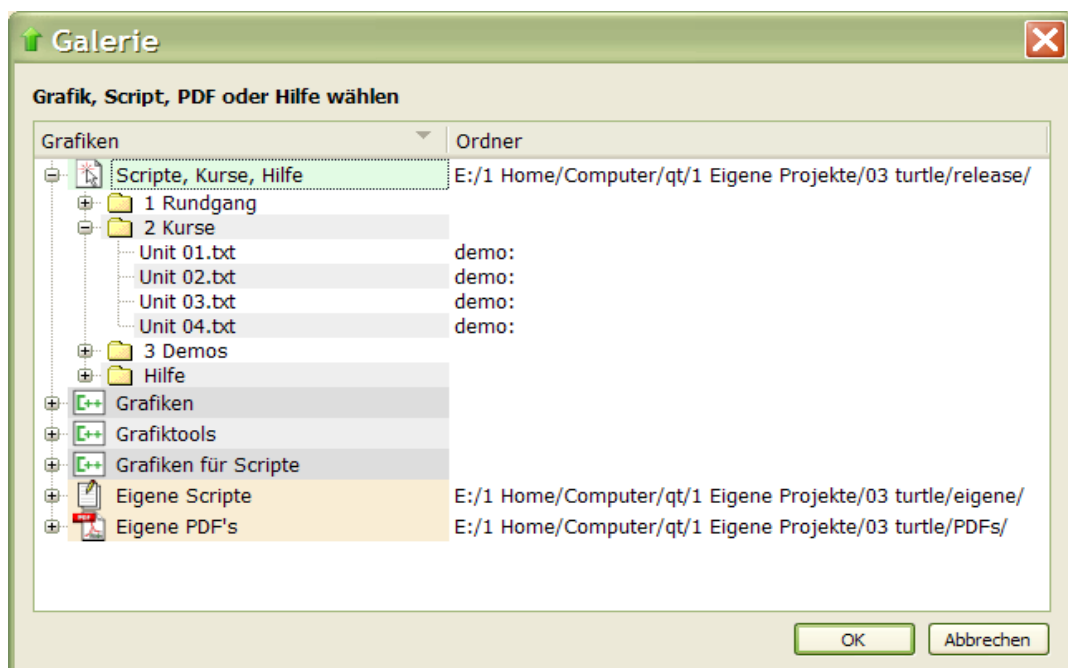 Galerie
Grafik, Script, PDF oder Hilfe wählen
Grafiken Ordner
Scripte, Kurse, Hilfe E:/1 Home/Computer/qt/1 Eigene Projekte/03 turtle/release/
1 Rundgang
2 Kurse
Unit 01.txt demo:
Unit 02.txt demo:
Unit 03.txt demo:
Unit 04.txt demo:
3 Demos
Hilfe
C++ Grafiken
C++ Grafiktools
C++ Grafiken für Scripte
Eigene Scripte E:/1 Home/Computer/qt/1 Eigene Projekte/03 turtle/eigene/
PDF Eigene PDF's E:/1 Home/Computer/qt/1 Eigene Projekte/03 turtle/PDFs/
OK Abbrechen